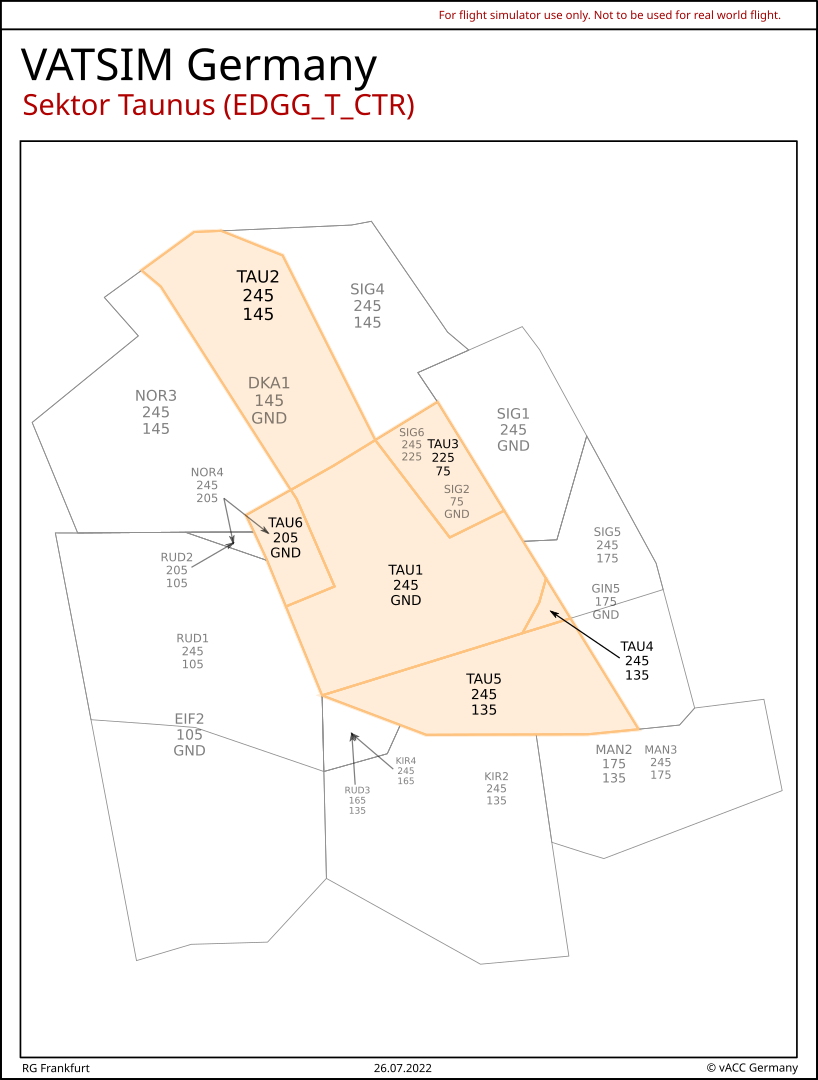 For flight simulator use only. Not to be used for real world flight.
VATSIM Germany
Sektor Taunus (EDGG_T_CTR)
TAU2
245
145
SIG4
245
145
DKA1
145
GND
NOR3
245
145
SIG1
245
GND
SIG6
245
225
TAU3
225
75
SIG2
75
GND
NOR4
245
205
TAU6
205
GND
RUD2
205
105
TAU1
245
GND
SIG5
245
175
GIN5
175
GND
RUD1
245
105
TAU4
245
135
TAU5
245
135
EIF2
105
GND
KIR4
245
165
RUD3
165
135
KIR2
245
135
MAN2
175
135
MAN3
245
175
RG Frankfurt
26.07.2022
© vACC Germany